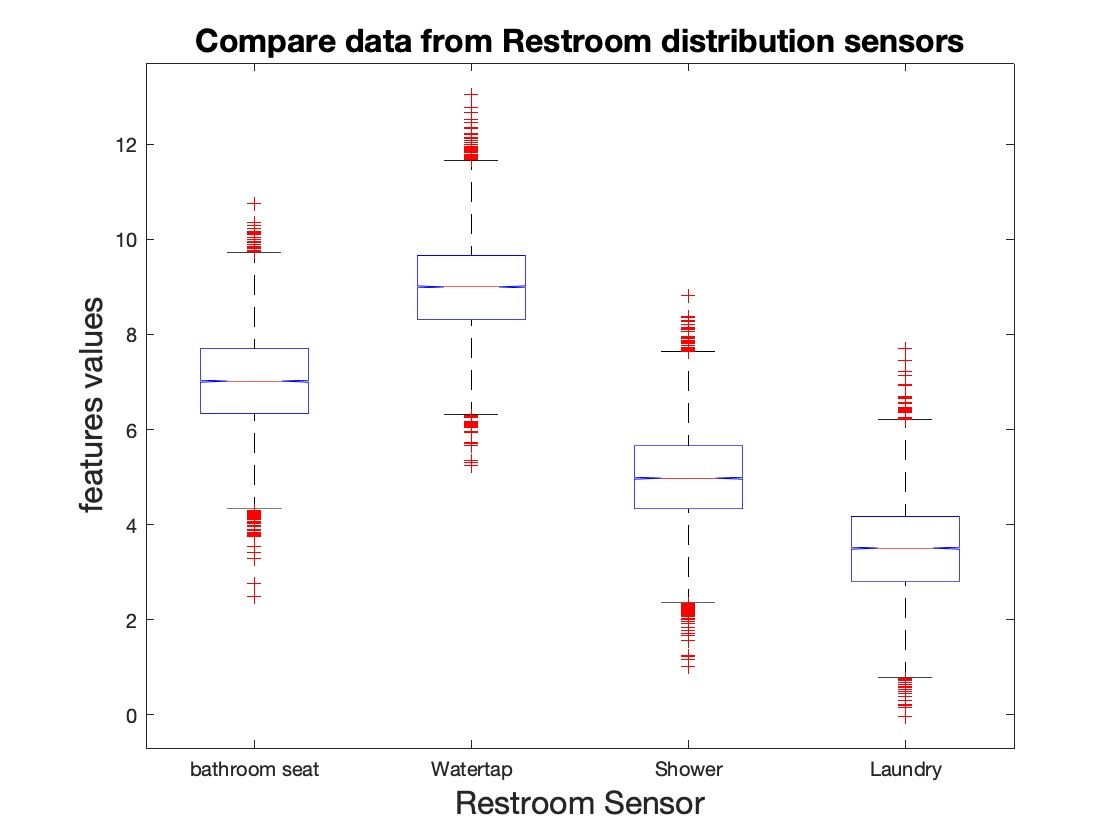 Compare data from Restroom distribution sensors
features values
12
10
8
6
4
2
0
bathroom seat Watertap Shower Laundry
Restroom Sensor